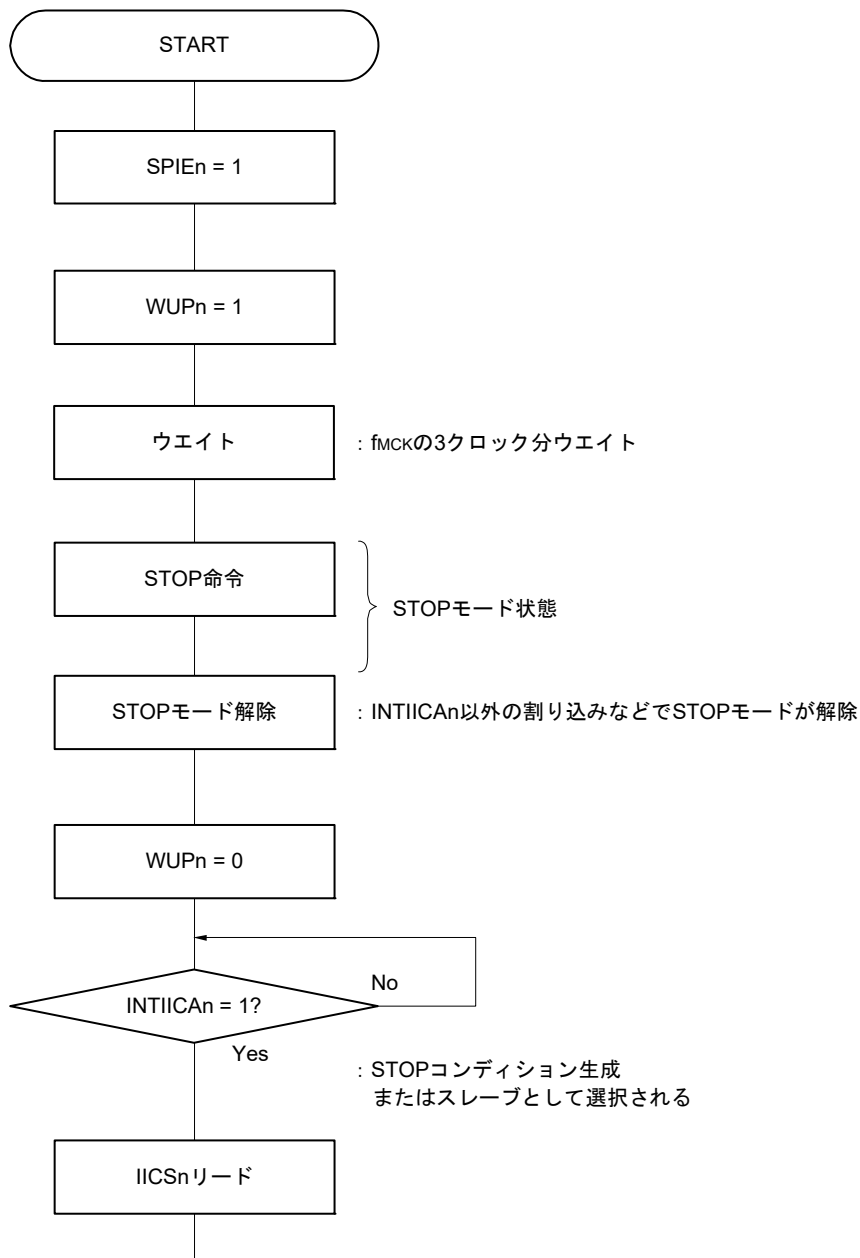 START
SPIEn = 1
WUPn = 1
ウエイト
: fMCKの3クロック分ウエイト
STOP命令
STOPモード状態
STOPモード解除
: INTIICAn以外の割り込みなどでSTOPモードが解除
WUPn = 0
No
INTIICAn = 1?
Yes
: STOPコンディション生成
またはスレーブとして選択される
IICSnリード